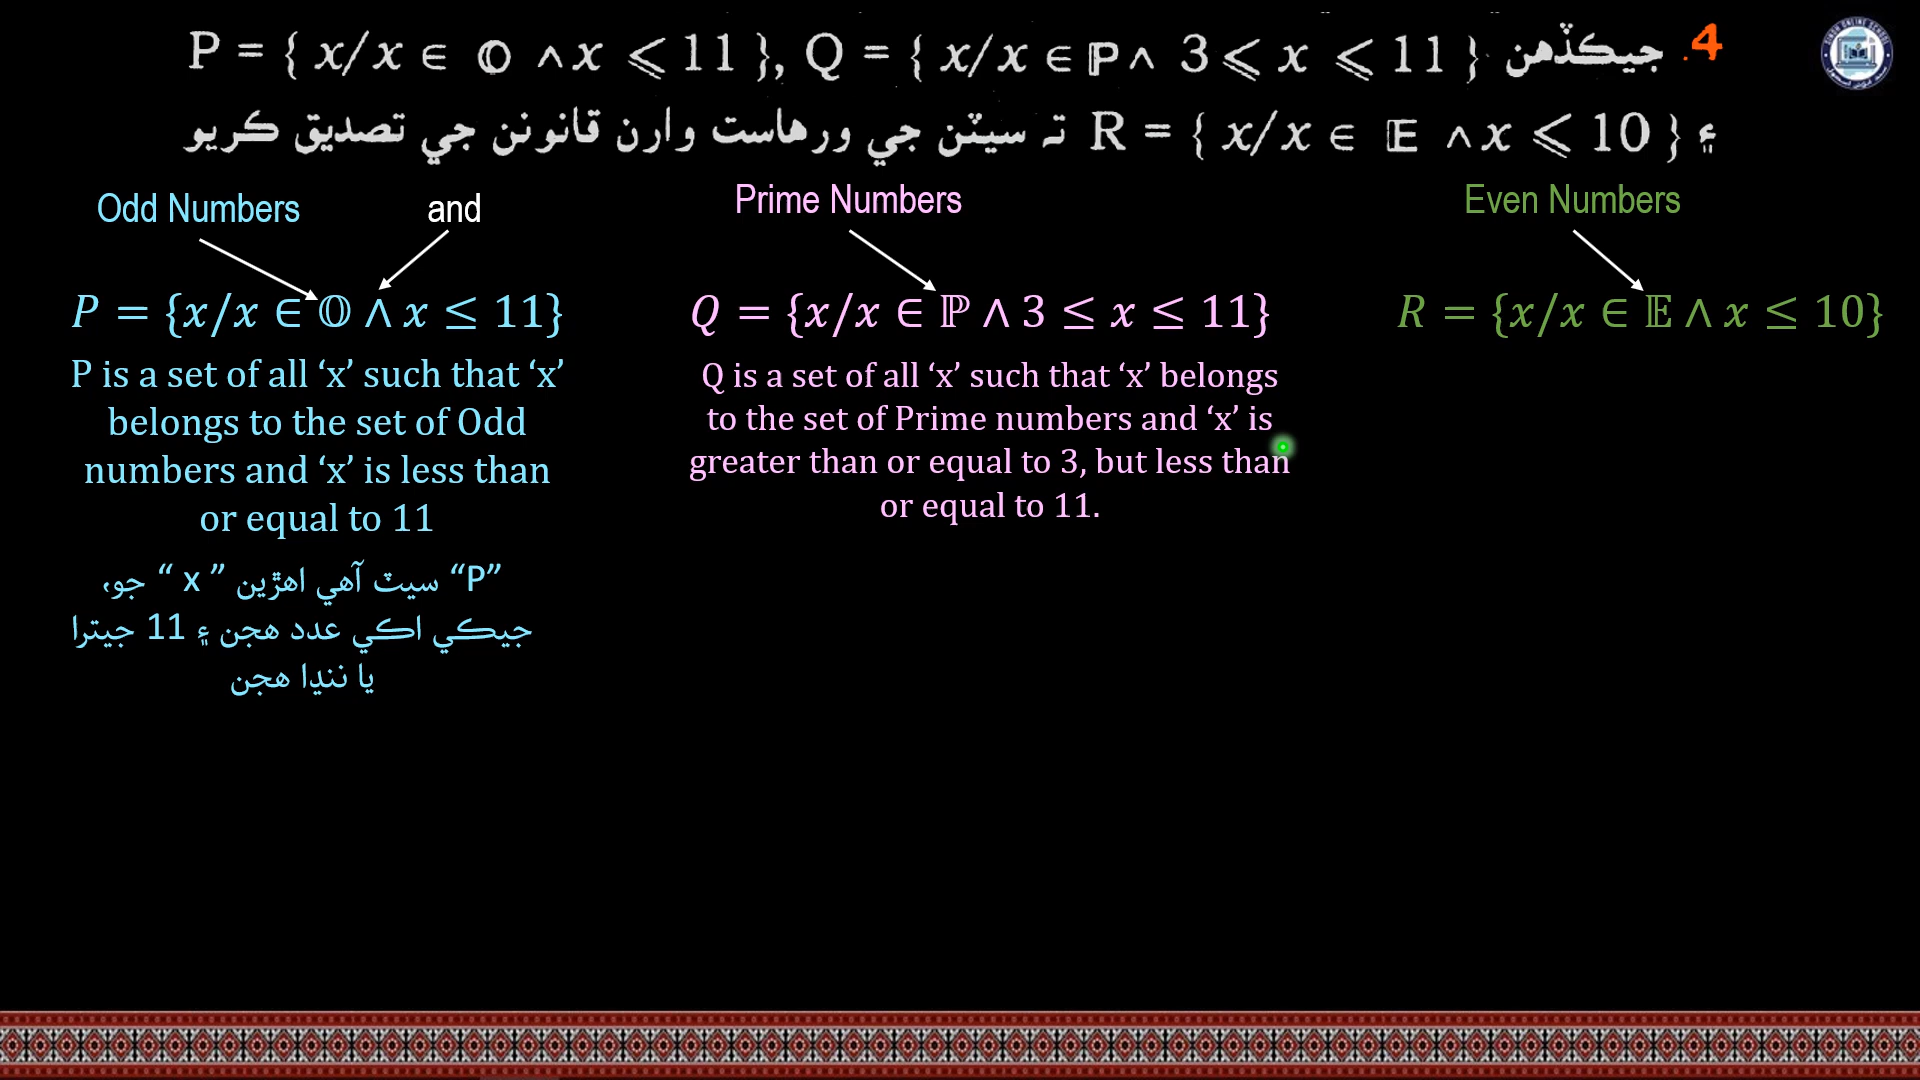 4. جيڪڏهن P = { x/x ∈ 𝕆 ∧ x ⩽ 11 }, Q = { x/x ∈ ℙ ∧ 3 ⩽ x ⩽ 11 }
۽ R = { x/x ∈ 𝔼 ∧ x ⩽ 10 } ته سيٽن جي ورهاست وارن قانونن جي تصديق ڪريو
Odd Numbers
and
P = {x/x ∈ 𝕆 ∧ x ≤ 11}
P is a set of all ‘x’ such that ‘x’
belongs to the set of Odd
numbers and ‘x’ is less than
or equal to 11
“P” سيٽ آهي اهڙين “ x ” جو،
جيڪي اڪي عدد هجن ۽ 11 جيترا
يا ننڍا هجن
Prime Numbers
Q = {x/x ∈ ℙ ∧ 3 ≤ x ≤ 11}
Q is a set of all ‘x’ such that ‘x’ belongs
to the set of Prime numbers and ‘x’ is
greater than or equal to 3, but less than
or equal to 11.
Even Numbers
R = {x/x ∈ 𝔼 ∧ x ≤ 10}